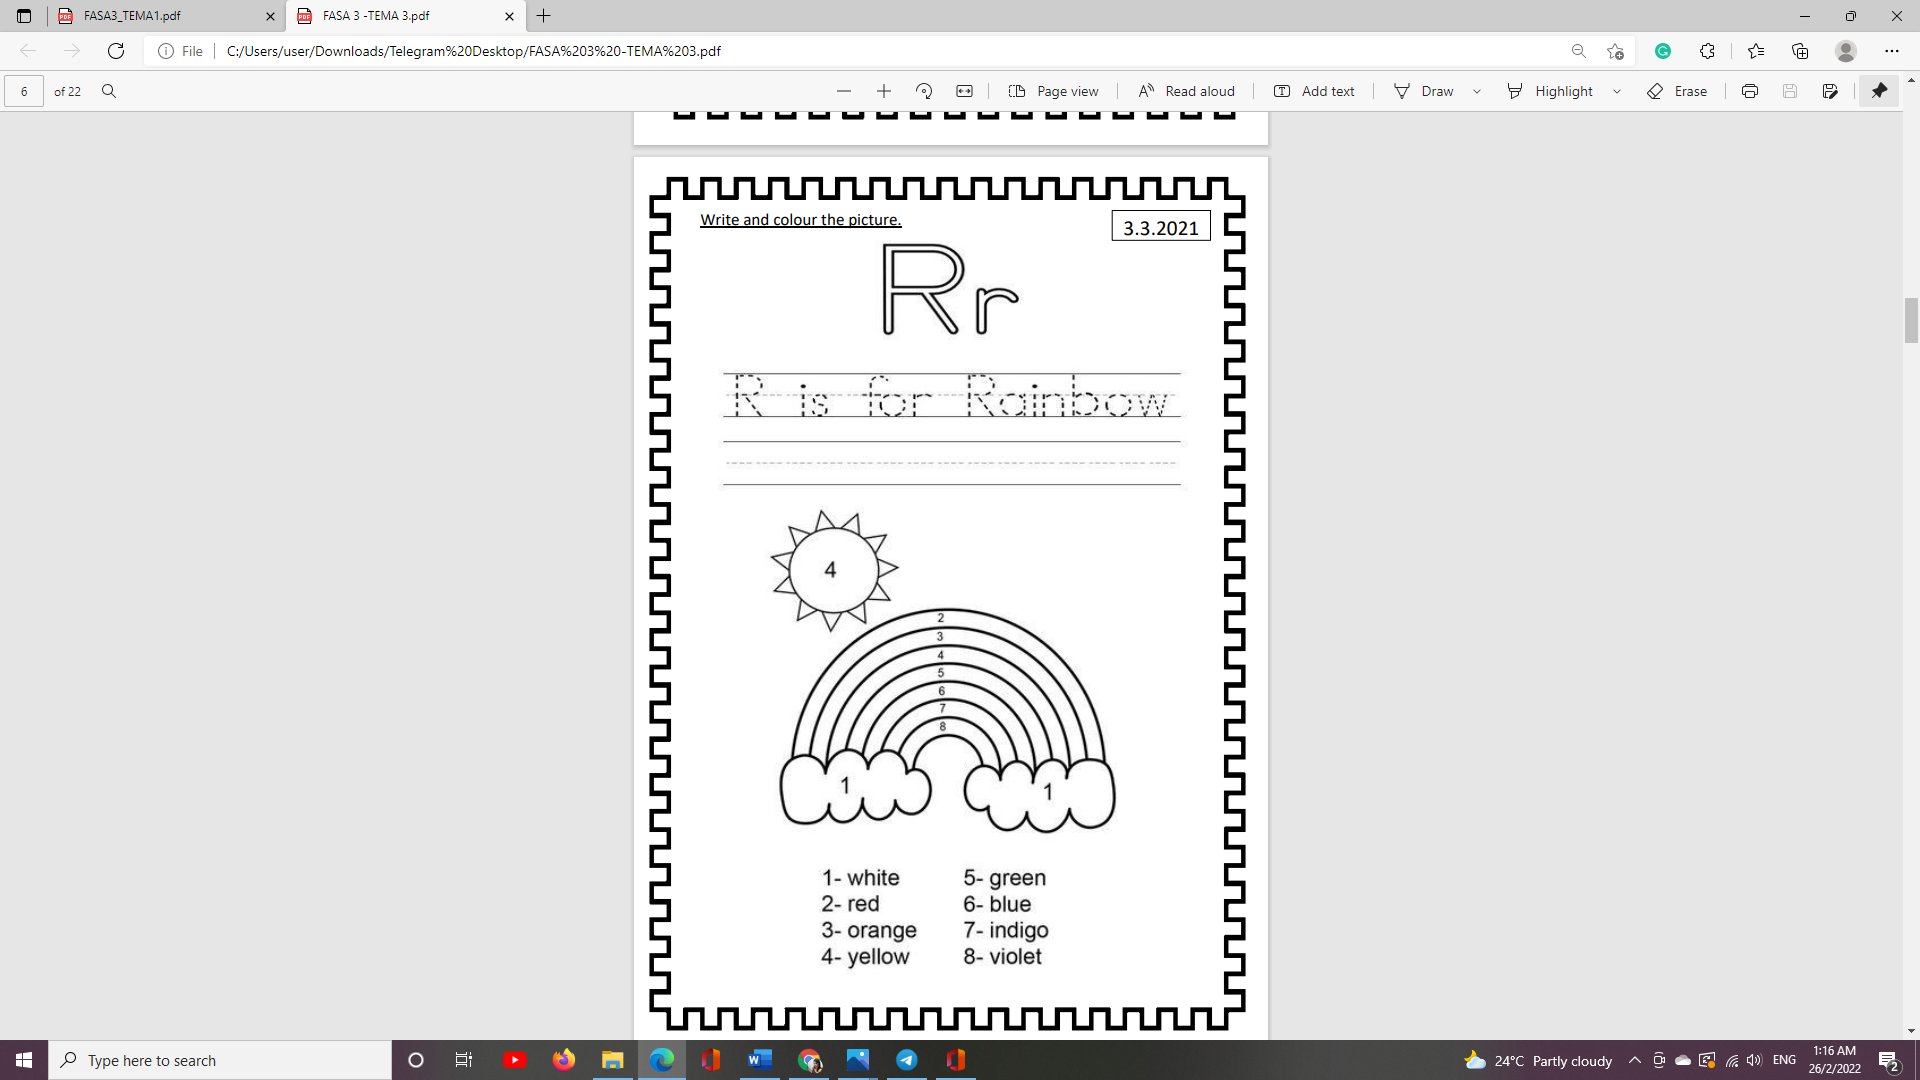 FASA3_TEMA1.pdf
FASA 3 -TEMA 3.pdf
File
C:/Users/user/Downloads/Telegram%20Desktop/FASA%203%20-TEMA%203.pdf
6 of 22
Page view
Read aloud
Add text
Draw
Highlight
Erase
Write and colour the picture.
3.3.2021
Rr
R is for Rainbow
4
2
3
4
5
6
7
8
1
1
1- white 5- green
2- red 6- blue
3- orange 7- indigo
4- yellow 8- violet
Type here to search
24°C Partly cloudy
ENG
1:16 AM
26/2/2022
2